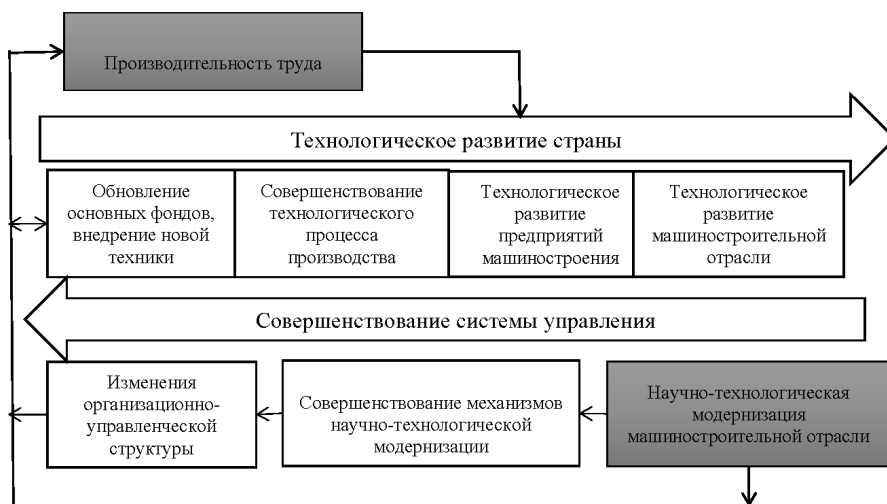 Производительность труда
Технологическое развитие страны
Обновление
основных фондов,
внедрение новой
техники
Совершенствование
технологического
процесса
производства
Технологическое
развитие
предприятий
машиностроения
Технологическое
развитие
машиностроительной
отрасли
Совершенствование системы управления
Изменения
организационно-
управленческой
структуры
Совершенствование механизмов
научно-технологической
модернизации
Научно-технологическая
модернизация
машиностроительной отрасли